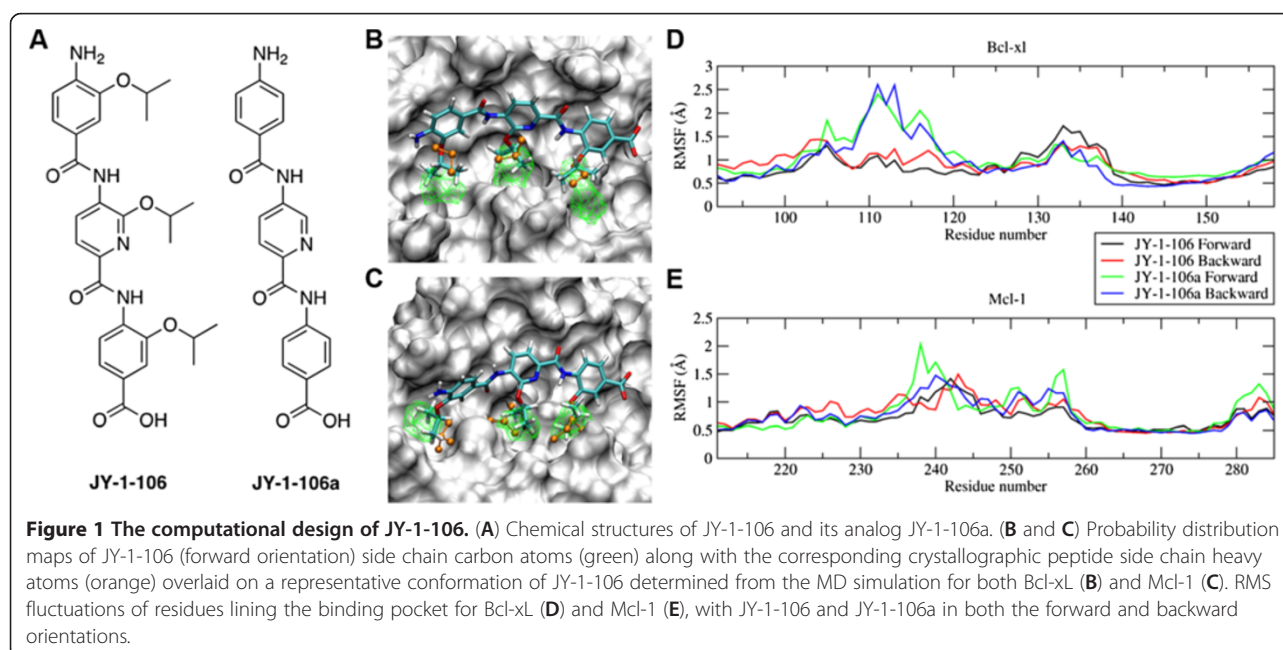 A
NH2
O
O
NH
O
N
O
NH
O
O
OH
JY-1-106
NH2
O
NH
N
O
NH
O
OH
JY-1-106a
B
C
D
Bcl-xl
RMSF (Å)
3
2.5
2
1.5
1
0.5
0
100 110 120 130 140 150
Residue number
JY-1-106 Forward
JY-1-106 Backward
JY-1-106a Forward
JY-1-106a Backward
E
Mcl-1
RMSF (Å)
2.5
2
1.5
1
0.5
0
220 230 240 250 260 270 280
Residue number
Figure 1 The computational design of JY-1-106. (A) Chemical structures of JY-1-106 and its analog JY-1-106a. (B and C) Probability distribution
maps of JY-1-106 (forward orientation) side chain carbon atoms (green) along with the corresponding crystallographic peptide side chain heavy
atoms (orange) overlaid on a representative conformation of JY-1-106 determined from the MD simulation for both Bcl-xL (B) and Mcl-1 (C). RMS
fluctuations of residues lining the binding pocket for Bcl-xL (D) and Mcl-1 (E), with JY-1-106 and JY-1-106a in both the forward and backward
orientations.